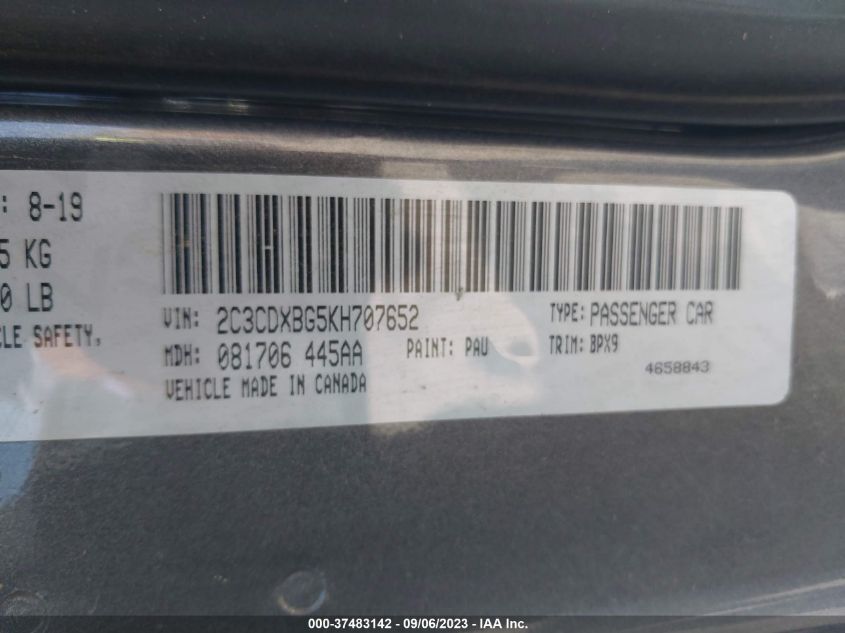 : 8-19
5 KG
0 LB
CLE SAFETY,
VIN: 2C3CDXBG5KH707652 TYPE: PASSENGER CAR
MDH: 081706 445AA PAINT: PAU TRIM: BPX9
VEHICLE MADE IN CANADA 4658843
000-37483142 - 09/06/2023 - IAA Inc.